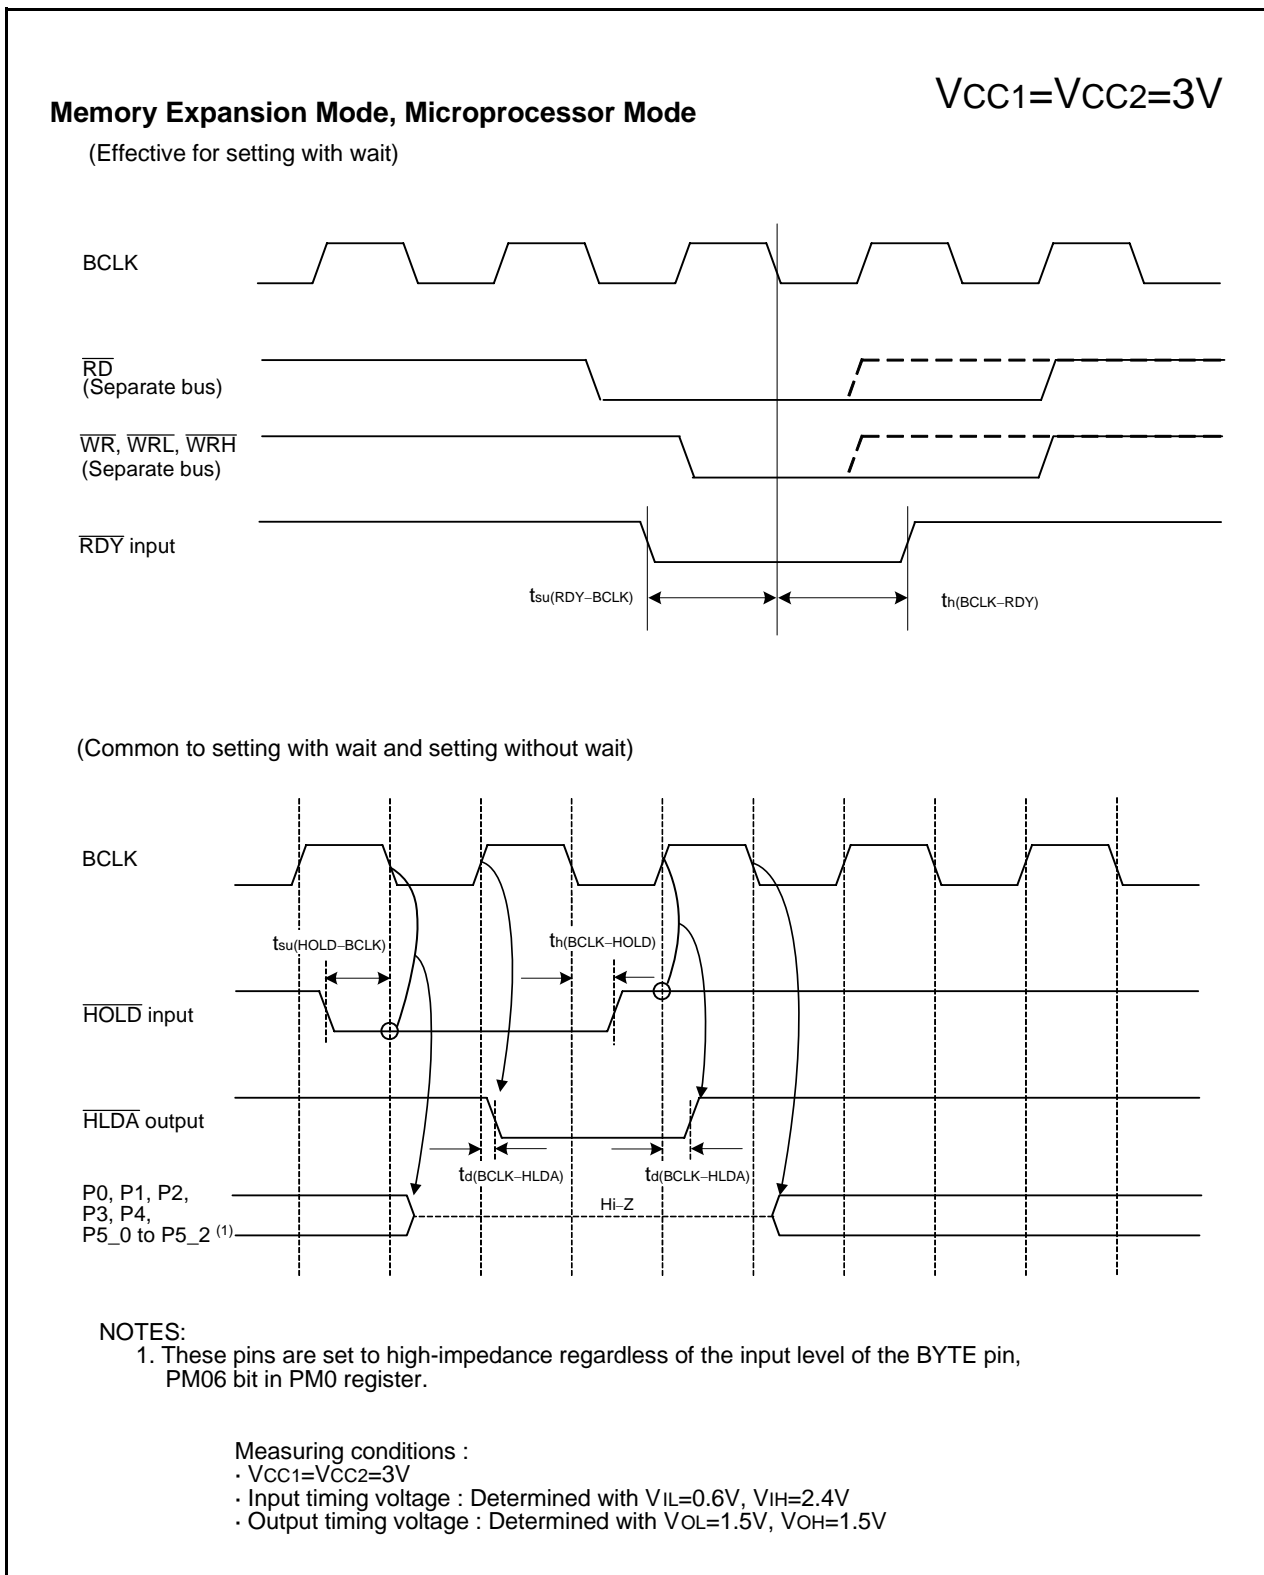 VCC1=VCC2=3V
Memory Expansion Mode, Microprocessor Mode
(Effective for setting with wait)
BCLK
RD
(Separate bus)
WR, WRL, WRH
(Separate bus)
RDY input
tsu(RDY−BCLK)
th(BCLK−RDY)
(Common to setting with wait and setting without wait)
BCLK
tsu(HOLD−BCLK)
th(BCLK−HOLD)
HOLD input
HLDA output
td(BCLK−HLDA)
td(BCLK−HLDA)
P0, P1, P2,
P3, P4,
P5_0 to P5_2 (1)
Hi−Z
NOTES:
1. These pins are set to high-impedance regardless of the input level of the BYTE pin,
PM06 bit in PM0 register.
Measuring conditions :
· VCC1=VCC2=3V
· Input timing voltage : Determined with VIL=0.6V, VIH=2.4V
· Output timing voltage : Determined with VOL=1.5V, VOH=1.5V